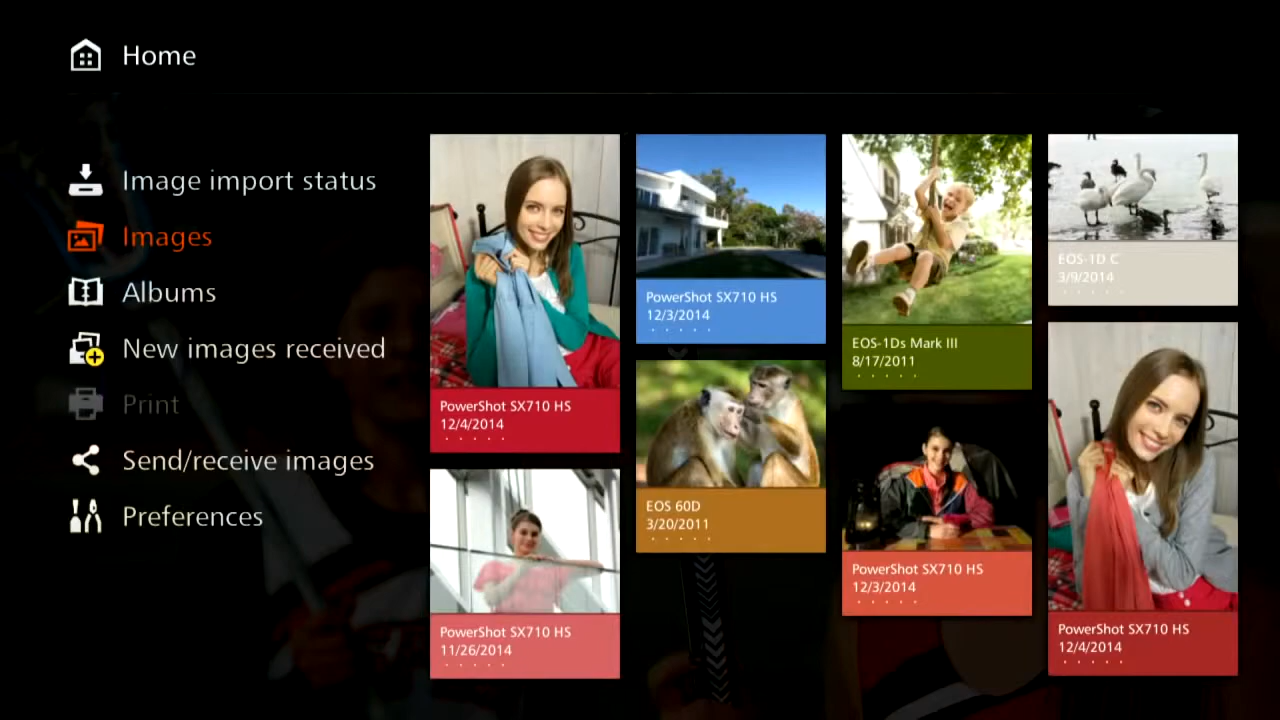 Home
Image import status
Images
Albums
New images received
Print
Send/receive images
Preferences
PowerShot SX710 HS
12/4/2014
PowerShot SX710 HS
11/26/2014
PowerShot SX710 HS
12/3/2014
EOS 60D
3/20/2011
EOS-1Ds Mark III
8/17/2011
PowerShot SX710 HS
12/3/2014
EOS-1D C
3/9/2014
PowerShot SX710 HS
12/4/2014